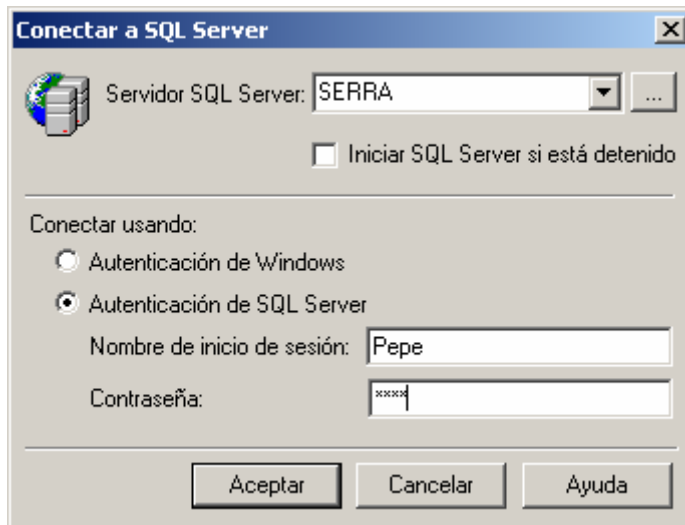 Conectar a SQL Server
Servidor SQL Server: SERRA ...
Iniciar SQL Server si está detenido
Conectar usando:
Autenticación de Windows
Autenticación de SQL Server
Nombre de inicio de sesión: Pepe
Contraseña: ****
Aceptar Cancelar Ayuda